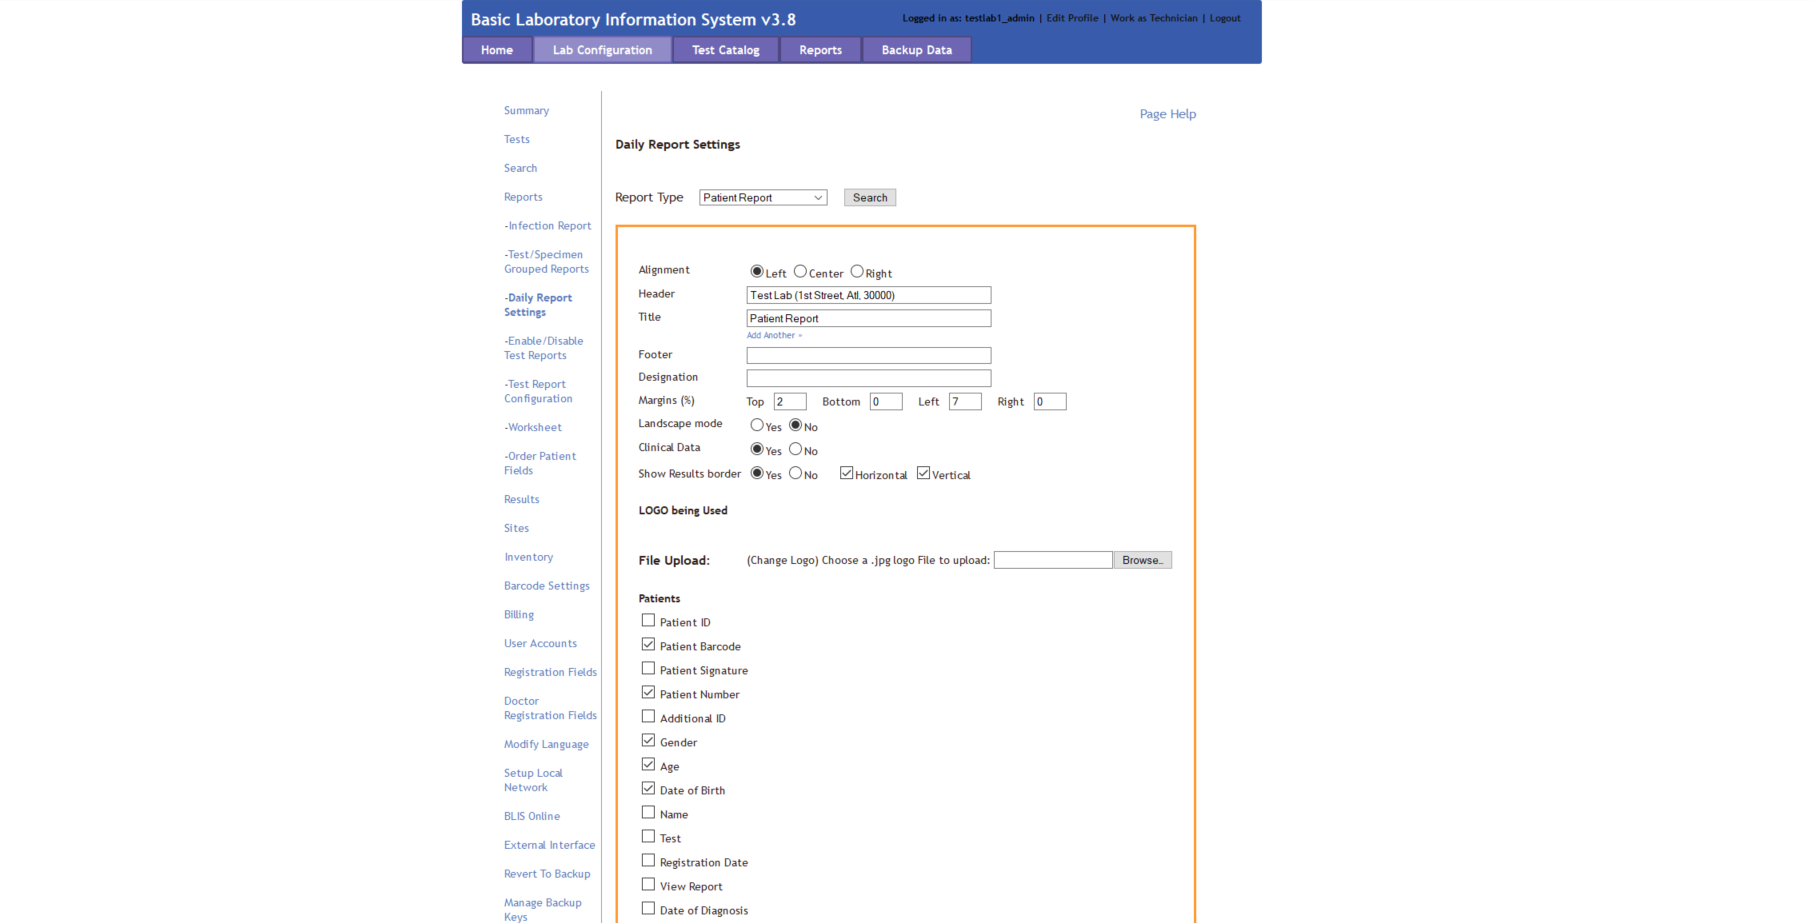 Basic Laboratory Information System v3.8
Logged in as: testlab1_admin | Edit Profile | Work as Technician | Logout
Home Lab Configuration Test Catalog Reports Backup Data
Summary
Tests
Search
Reports
-Infection Report
-Test/Specimen
Grouped Reports
-Daily Report
Settings
-Enable/Disable
Test Reports
-Test Report
Configuration
-Worksheet
-Order Patient
Fields
Results
Sites
Inventory
Barcode Settings
Billing
User Accounts
Registration Fields
Doctor
Registration Fields
Modify Language
Setup Local
Network
BLIS Online
External Interface
Revert To Backup
Manage Backup
Keys
Page Help
Daily Report Settings
Report Type Patient Report Search
Alignment Left Center Right
Header Test Lab (1st Street, Atl, 30000)
Title Patient Report
Add Another »
Footer
Designation
Margins (%) Top 2 Bottom 0 Left 7 Right 0
Landscape mode Yes No
Clinical Data Yes No
Show Results border Yes No Horizontal Vertical
LOGO being Used
File Upload: (Change Logo) Choose a .jpg logo File to upload: Browse...
Patients
Patient ID
Patient Barcode
Patient Signature
Patient Number
Additional ID
Gender
Age
Date of Birth
Name
Test
Registration Date
View Report
Date of Diagnosis